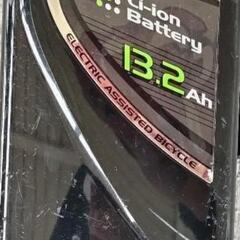 Li-ion
Battery
13.2Ah
ELECTRIC ASSISTED BICYCLE